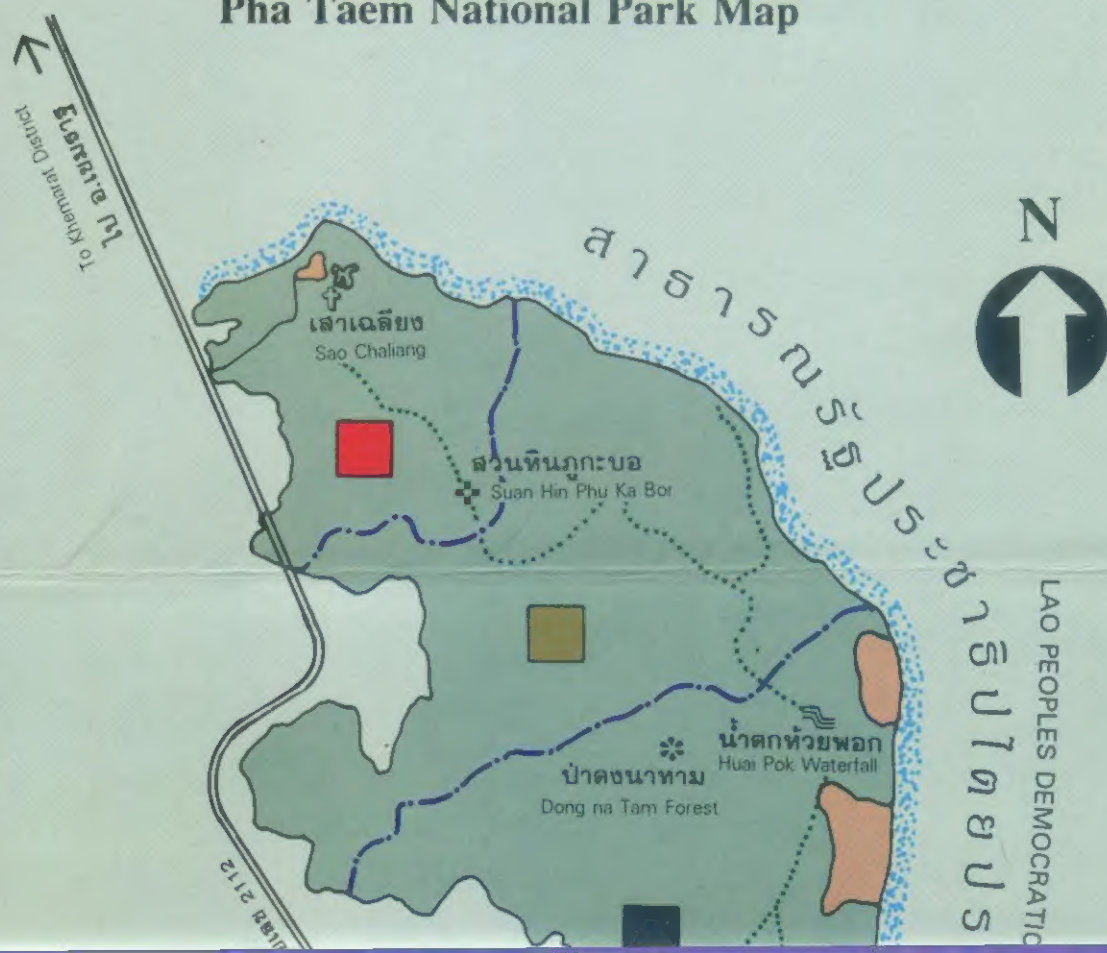 Pha Taem National Park Map
ไป อ.เขมราฐ
To Khemarat District
N
เสาเฉลียง
Sao Chaliang
สวนหินภูกะบอ
Suan Hin Phu Ka Bor
น้ำตกห้วยพอก
Huai Pok Waterfall
ป่าดงนาทาม
Dong na Tam Forest
สาธารณรัฐประชาธิปไตยประ
LAO PEOPLES DEMOCRATIC
2112